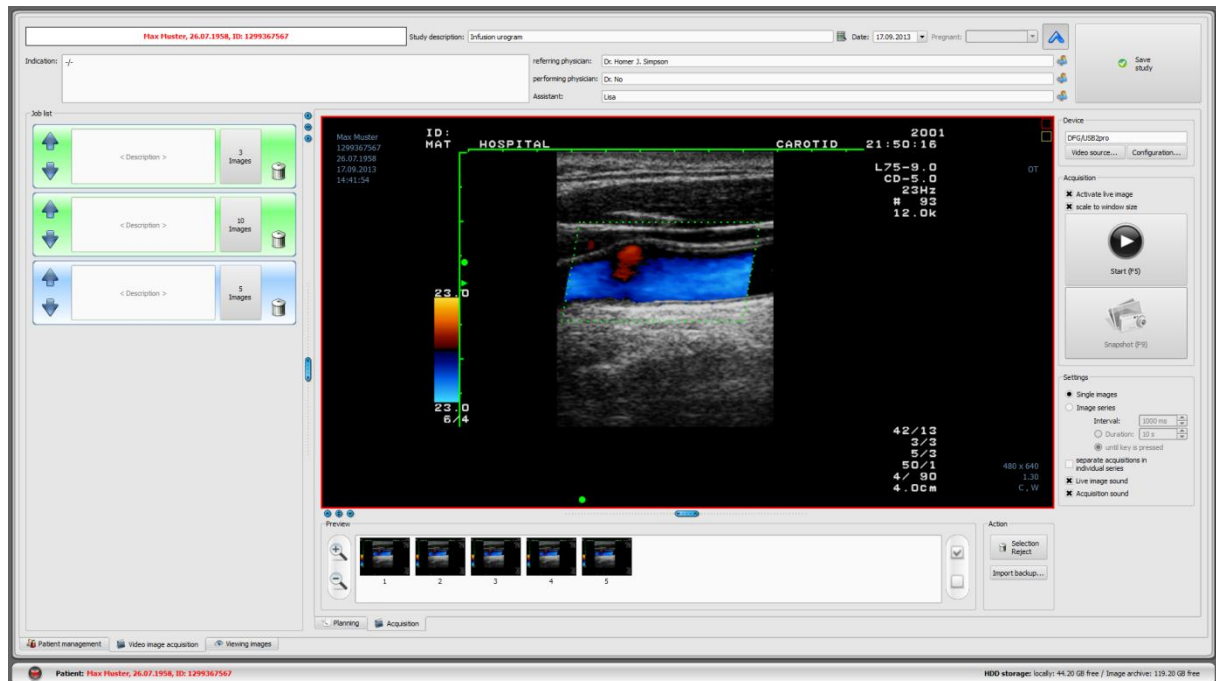 Max Muster, 26.07.1958, ID: 1299367567
Study description: Infusion urogram
Date: 17.09.2013
Pregnant:
Save study
Indication: -/-
referring physician: Dr. Homer J. Simpson
performing physician: Dr. No
Assistant: Lisa
Job list
< Description >
3 Images
< Description >
10 Images
< Description >
5 Images
Max Muster
1299367567
26.07.1958
17.09.2013
14:41:54
ID: 2001
MAT HOSPITAL CAROTID 21:50:16
L75-9.0
CD-5.0
23Hz
# 93
12.0k
OT
23.0
23.0
6/4
42/13
3/3
5/3
50/1
4/ 90
4.0cm
480 x 640
1.30
C , W
Device
DFG/USB2pro
Video source... Configuration...
Acquisition
Activate live image
scale to window size
Start (F5)
Snapshot (F9)
Settings
Single images
Image series
Interval: 1000 ms
Duration: 10 s
until key is pressed
separate acquisitions in
individual series
Live image sound
Acquisition sound
Preview
1 2 3 4 5
Action
Selection
Reject
Import backup...
Planning Acquisition
Patient management Video image acquisition Viewing images
Patient: Max Muster, 26.07.1958, ID: 1299367567
HDD storage: locally: 44.20 GB free / Image archive: 119.20 GB free